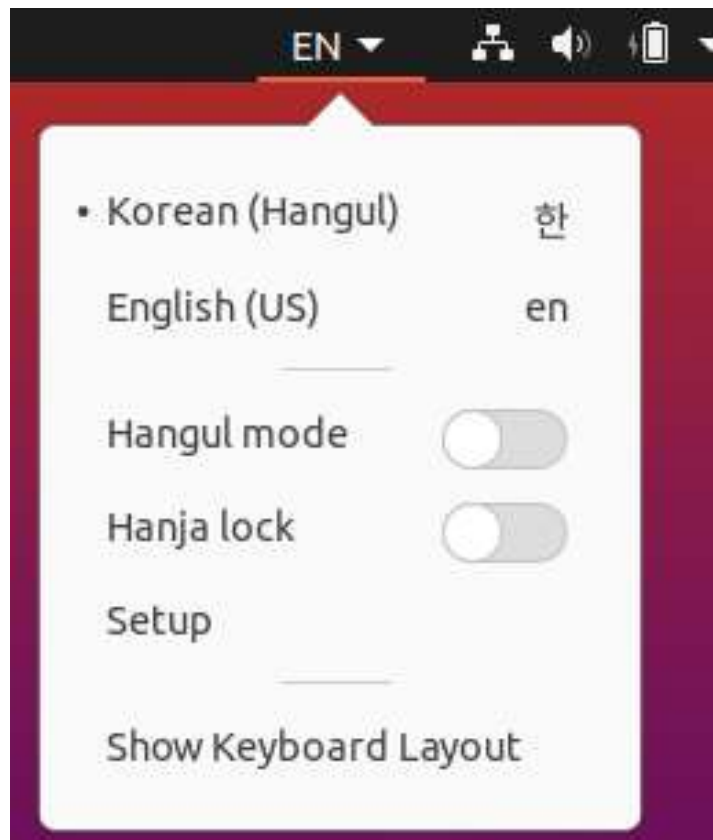 EN
Korean (Hangul) 한
English (US) en
Hangul mode
Hanja lock
Setup
Show Keyboard Layout